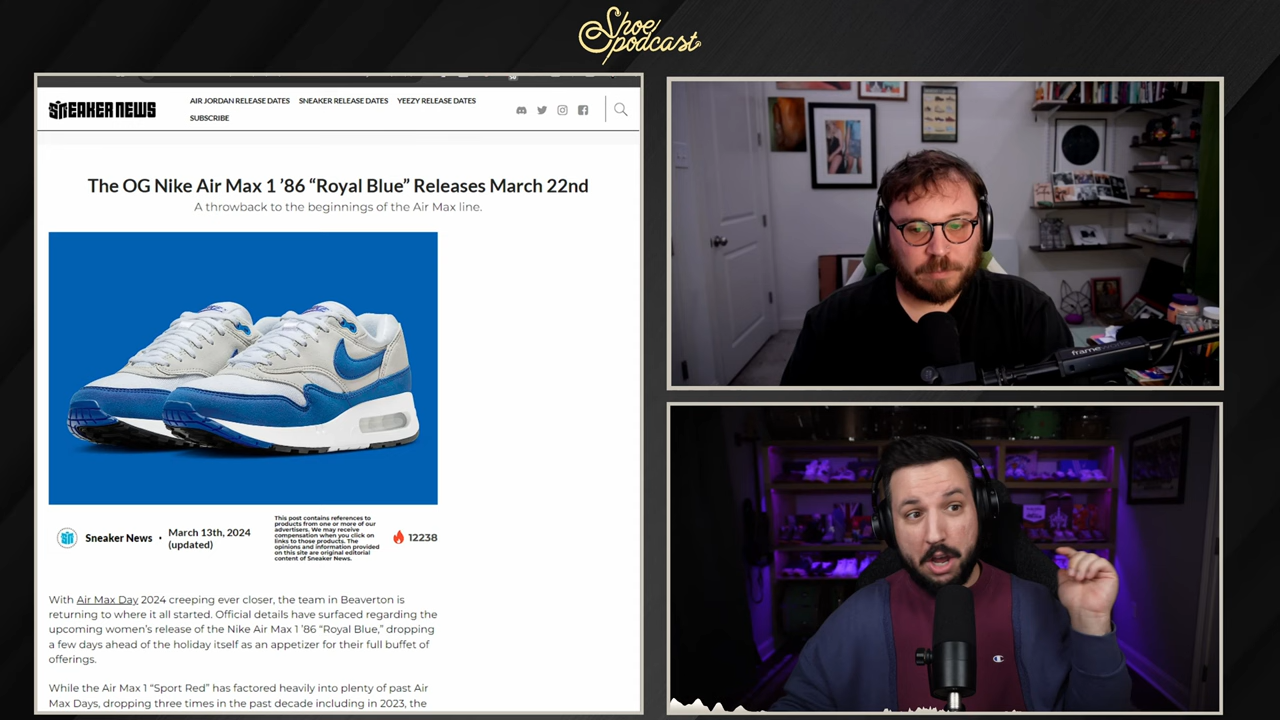 Shoe
podcast
SNEAKER NEWS
AIR JORDAN RELEASE DATES SNEAKER RELEASE DATES YEEZY RELEASE DATES
SUBSCRIBE
The OG Nike Air Max 1 ’86 “Royal Blue” Releases March 22nd
A throwback to the beginnings of the Air Max line.
Sneaker News • March 13th, 2024
(updated)
This post contains references to
products from one or more of our
advertisers. We may receive
compensation when you click on
links to those products. The
opinions and information provided
on this site are original editorial
content of Sneaker News.
12238
With Air Max Day 2024 creeping ever closer, the team in Beaverton is
returning to where it all started. Official details have surfaced regarding the
upcoming women’s release of the Nike Air Max 1 ’86 “Royal Blue,” dropping
a few days ahead of the holiday itself as an appetizer for their full buffet of
offerings.
While the Air Max 1 “Sport Red” has factored heavily into plenty of past Air
Max Days, dropping three times in the past decade including in 2023, the